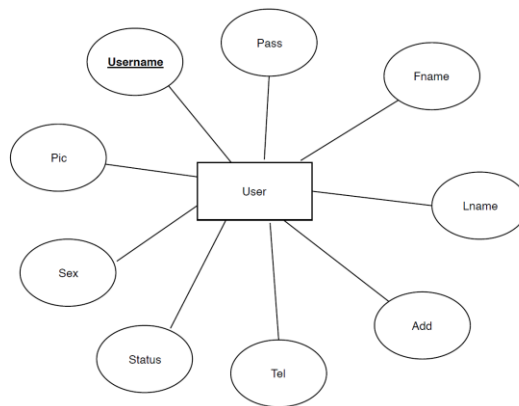 Pass
Username
Fname
Pic
User
Lname
Sex
Add
Status
Tel